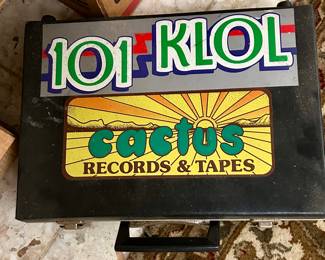 101 KLOL
cactus
RECORDS & TAPES